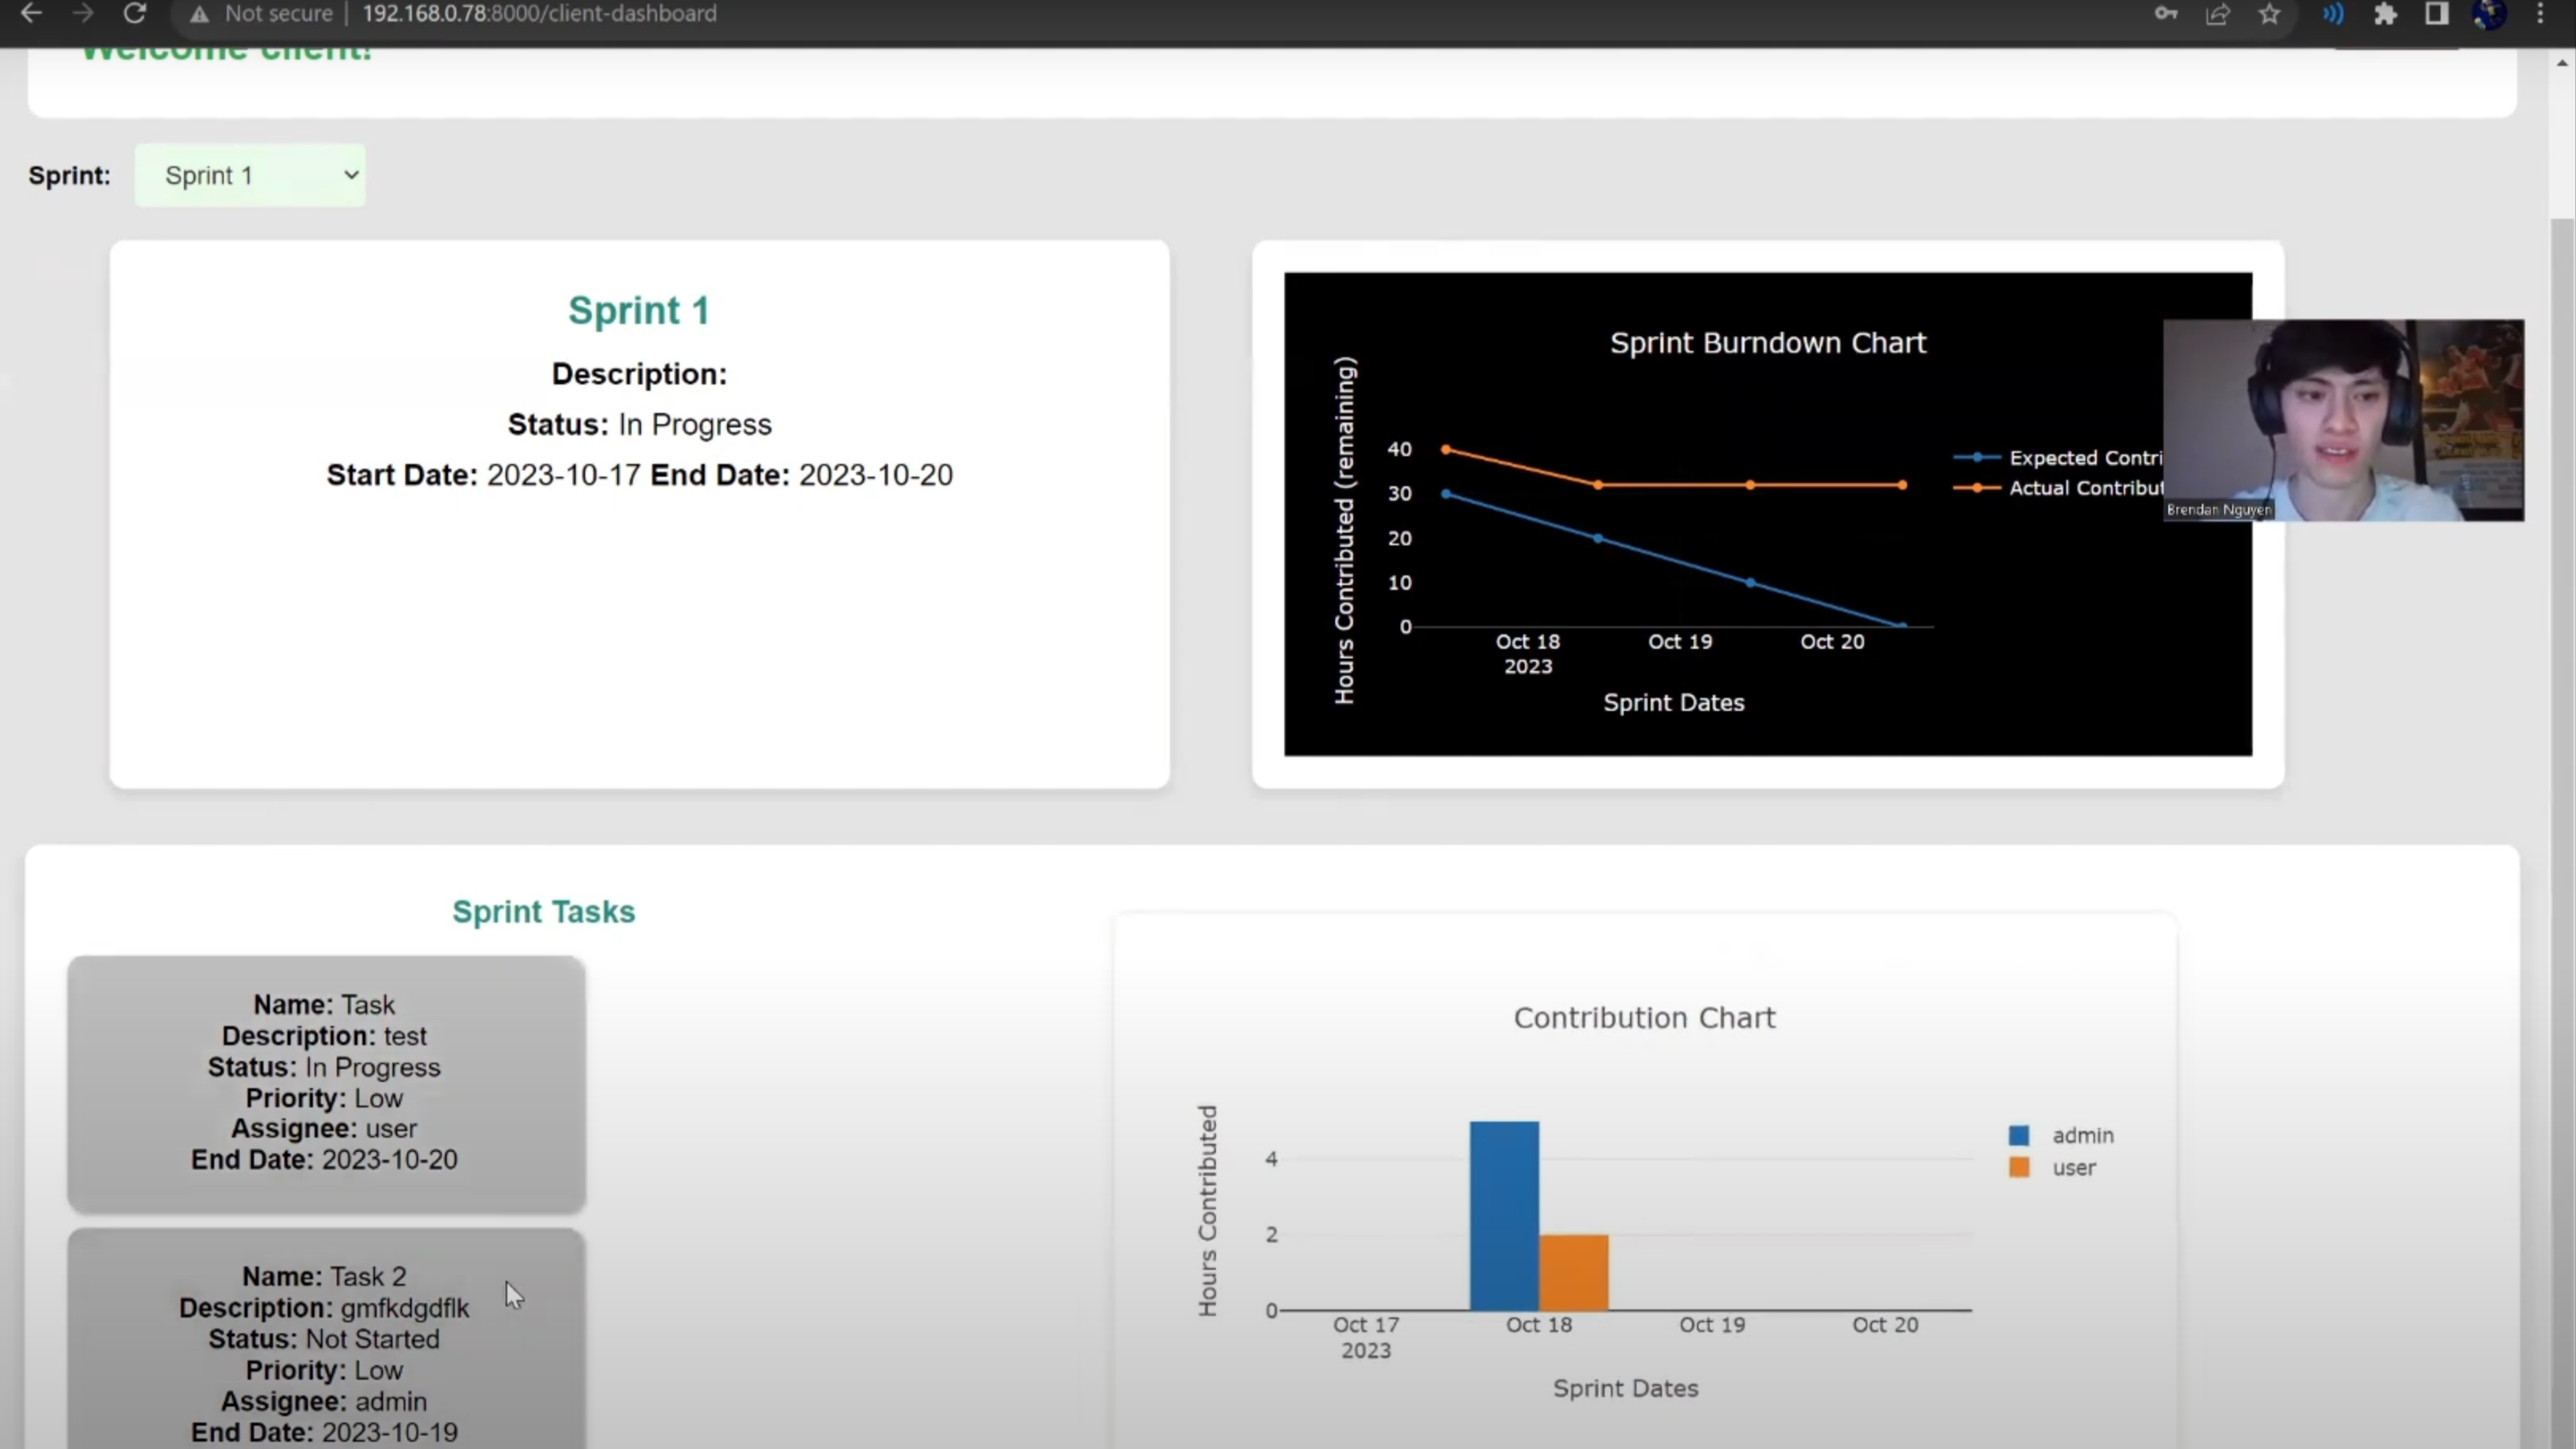 Not secure | 192.168.0.78:8000/client-dashboard
Welcome client!
Sprint: Sprint 1
Sprint 1
Description:
Status: In Progress
Start Date: 2023-10-17 End Date: 2023-10-20
Sprint Burndown Chart
Hours Contributed (remaining)
40
30
20
10
0
Oct 18
2023
Oct 19
Oct 20
Sprint Dates
Expected Contri
Actual Contribut
Brendan Nguyen
Sprint Tasks
Name: Task
Description: test
Status: In Progress
Priority: Low
Assignee: user
End Date: 2023-10-20
Name: Task 2
Description: gmfkdgdflk
Status: Not Started
Priority: Low
Assignee: admin
End Date: 2023-10-19
Contribution Chart
Hours Contributed
4
2
0
Oct 17
2023
Oct 18
Oct 19
Oct 20
Sprint Dates
admin
user